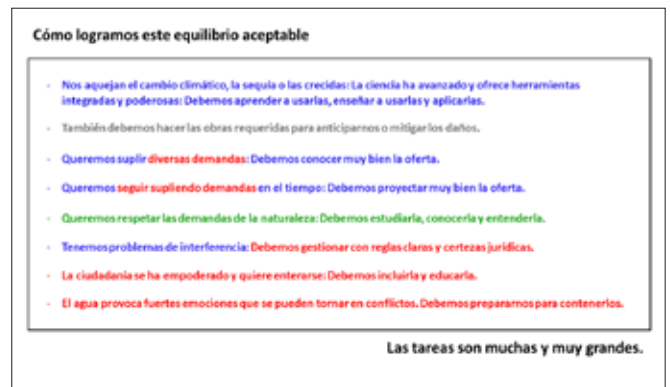 Cómo logramos este equilibrio aceptable
- Nos aquejan el cambio climático, la sequía o las crecidas: La ciencia ha avanzado y ofrece herramientas
integradas y poderosas: Debemos aprender a usarlas, enseñar a usarlas y aplicarlas.
- También debemos hacer las obras requeridas para anticiparnos o mitigar los daños.
- Queremos suplir diversas demandas: Debemos conocer muy bien la oferta.
- Queremos seguir supliendo demandas en el tiempo: Debemos proyectar muy bien la oferta.
- Queremos respetar las demandas de la naturaleza: Debemos estudiarla, conocerla y entenderla.
- Tenemos problemas de interferencia: Debemos gestionar con reglas claras y certezas jurídicas.
- La ciudadanía se ha empoderado y quiere enterarse: Debemos incluirla y educarla.
- El agua provoca fuertes emociones que se pueden tornar en conflictos. Debemos prepararnos para contenerlos.
Las tareas son muchas y muy grandes.